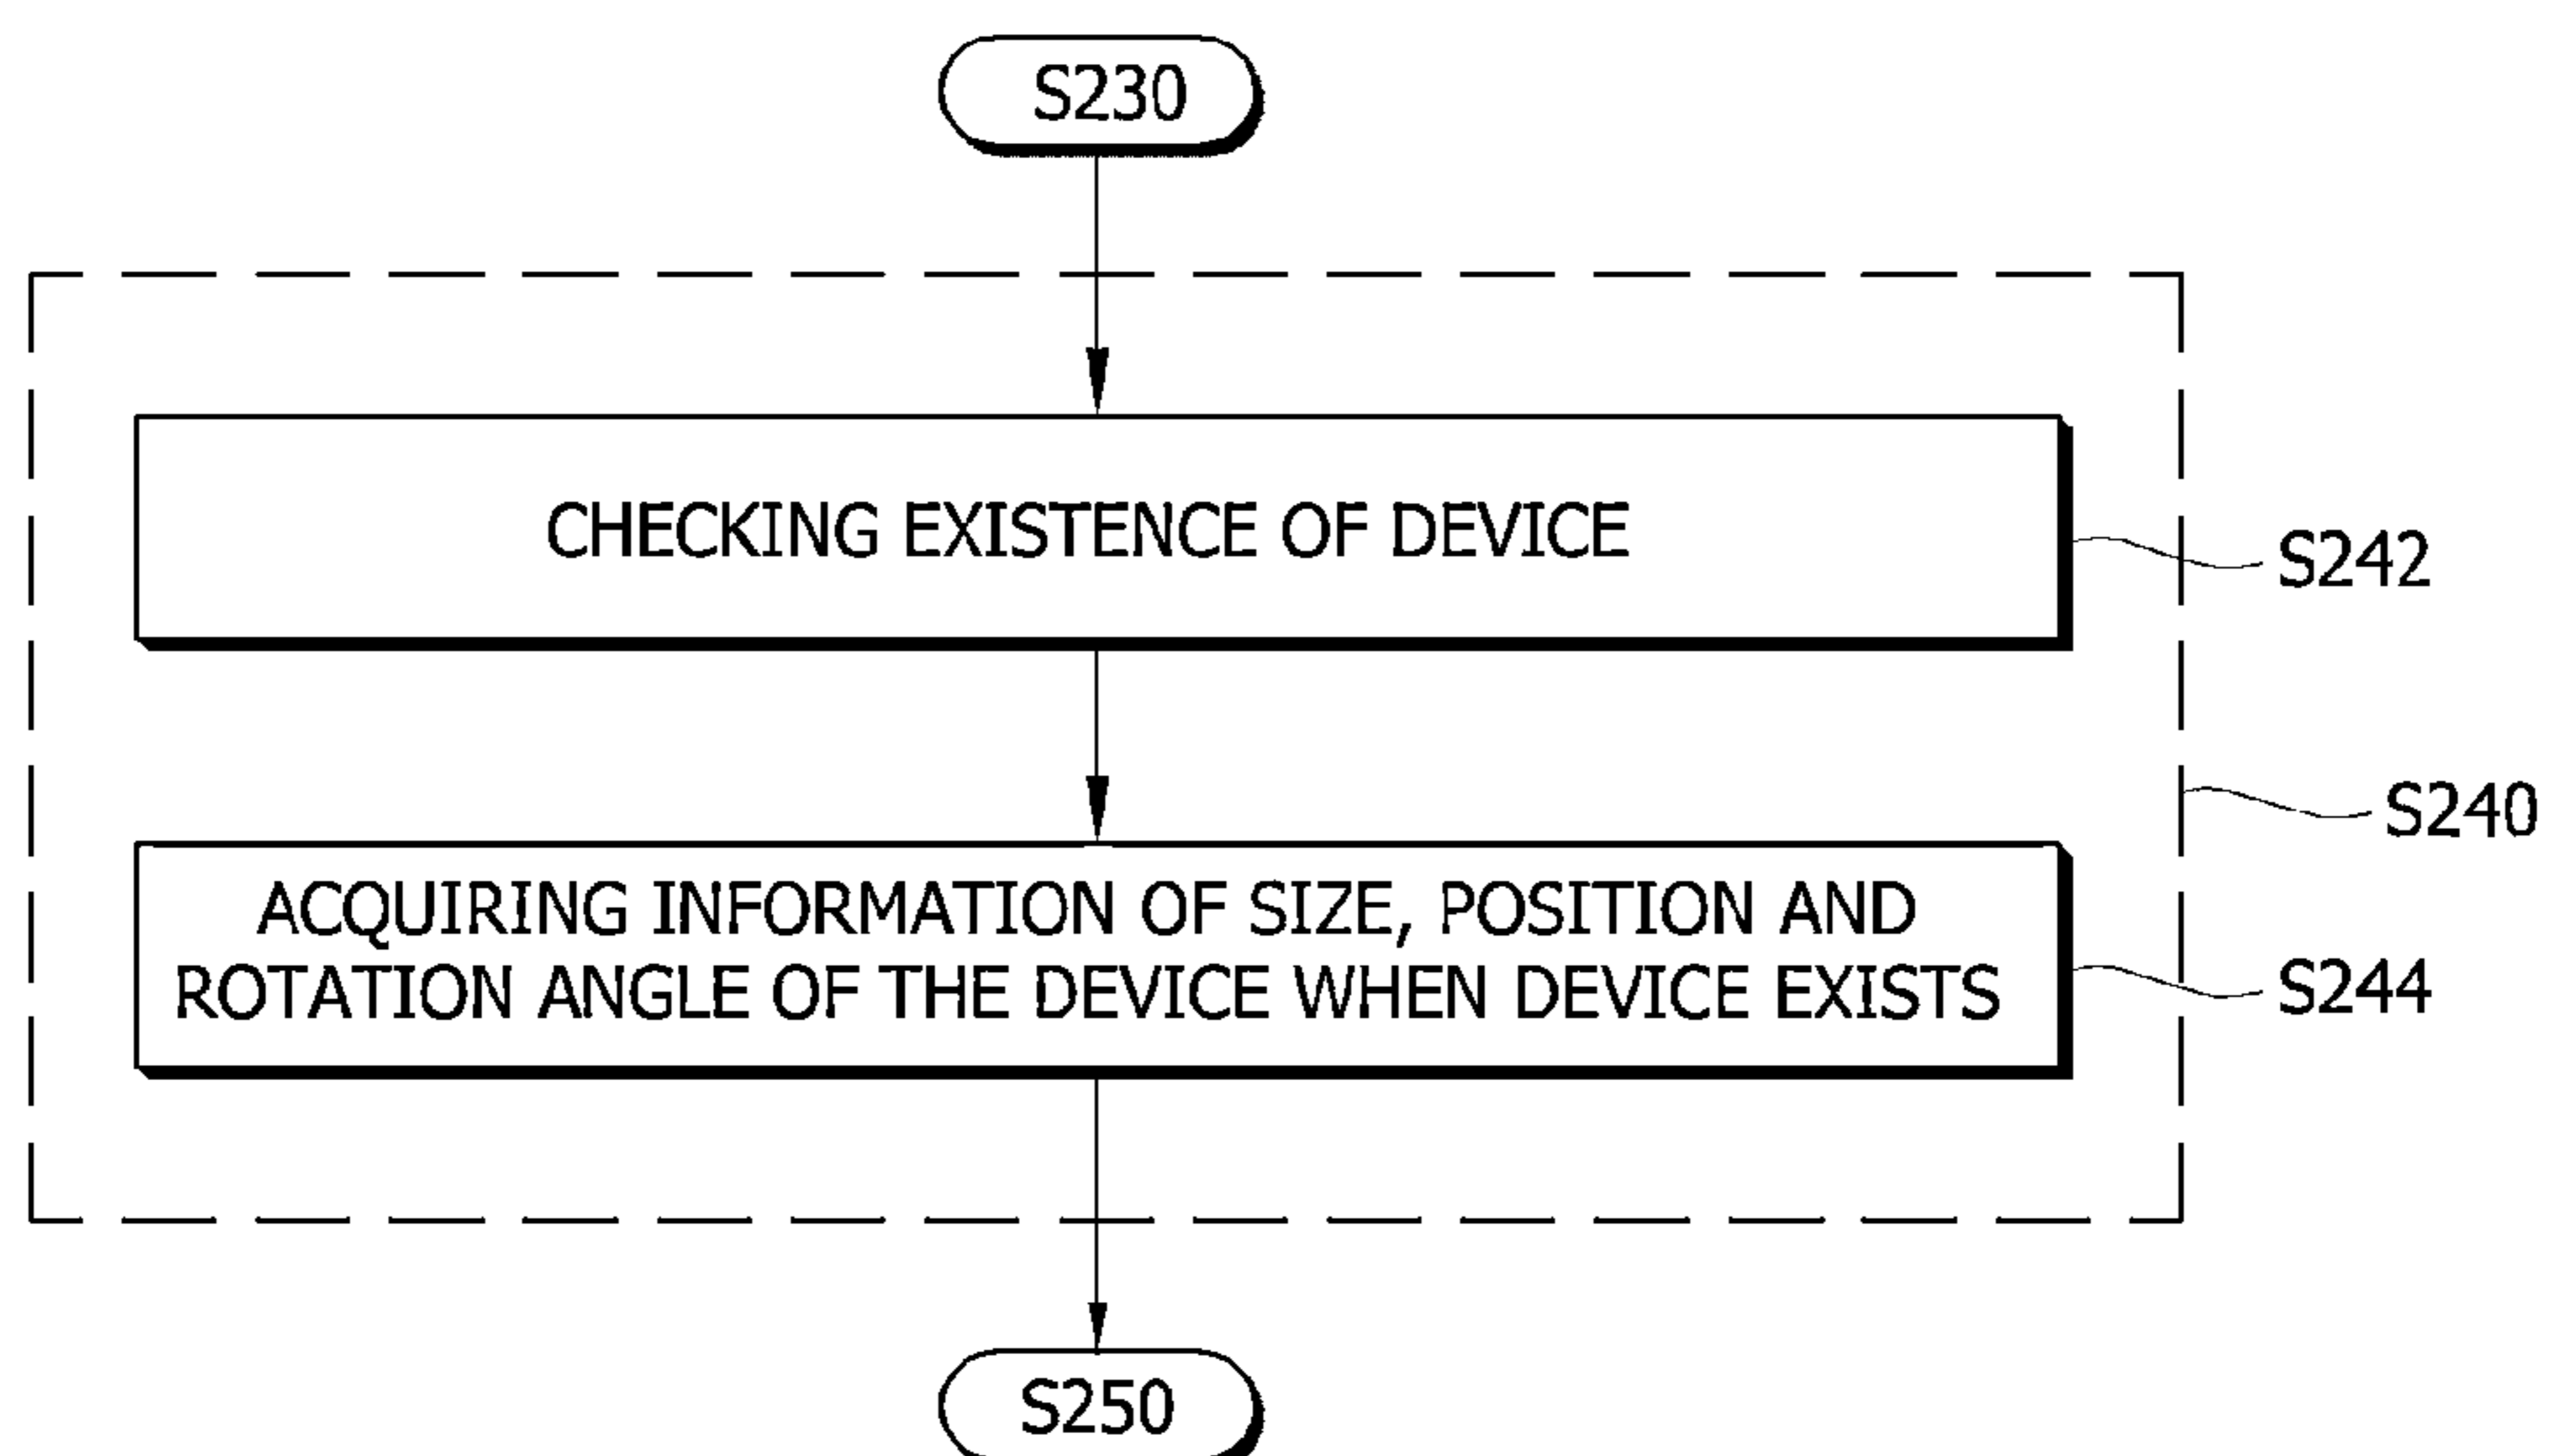 S230
CHECKING EXISTENCE OF DEVICE
S242
S240
ACQUIRING INFORMATION OF SIZE, POSITION AND
ROTATION ANGLE OF THE DEVICE WHEN DEVICE EXISTS
S244
S250